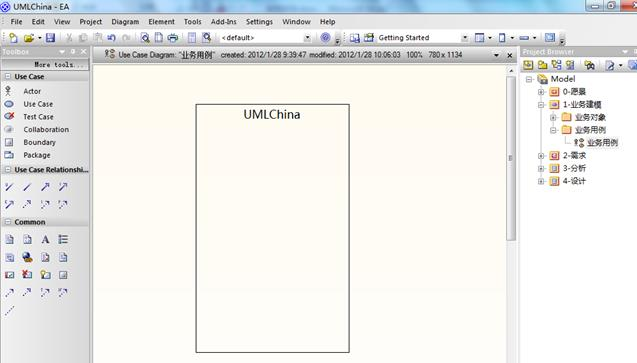 UMLChina - EA
File Edit View Project Diagram Element Tools Add-Ins Settings Window Help
<default>
Getting Started
Toolbox
More tools...
Use Case
Actor
Use Case
Test Case
Collaboration
Boundary
Package
Use Case Relationshi...
Common
Use Case Diagram: "业务用例" created: 2012/1/28 9:39:47 modified: 2012/1/28 10:06:03 100% 780 x 1134
UMLChina
Project Browser
Model
0-愿景
1-业务建模
业务对象
业务用例
业务用例
2-需求
3-分析
4-设计